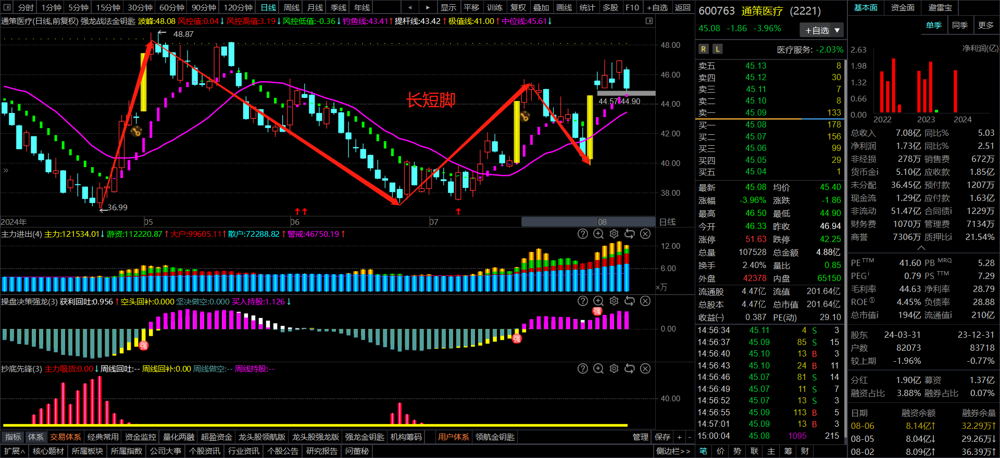 分时 1分钟 5分钟 15分钟 30分钟 60分钟 90分钟 120分钟 日线 周线 月线 季线 年线 显示 平移 训练 复权 叠加 画线 统计 多股 F10 +自选 返回
通策医疗(日线,前复权) 强龙战法金钥匙 波峰:48.08 风控值:0.04↓ 风控高值:3.19↓ 风控低值:-0.36↓ 钓鱼线:43.41↑ 提杆线:43.42↑ 极值线:41.00↑ 中位线:45.61↓
48.87
48.00
46.00
长短脚
44.57-44.90
44.00
42.00
40.00
38.00
36.99
2024年 05 06 07 08 日线
主力进出(4) 主力:121534.01↓ 游资:112220.87↑ 大户:99605.11↑ 散户:72288.82↑ 警戒:46750.19↑
12.00
6.00
×万
操盘决策强龙(3) 获利回吐:0.956↑ 空头回补:0.000 坚决做空:0.000 买入持股:1.126↓
强
强
强
0.00
抄底先锋(3) 主力吸货:0.00↓ 周线回吐:-- 周线回补:0.00 周线做空:-- 周线持股:--
40.00
指标 体系 交易体系 经典常用 资金监控 量化两融 超盈资金 龙头股领航版 龙头股强龙版 强龙金钥匙 机构筹码 用户体系 领航金钥匙 管理 保存 + -
扩展∧ 核心题材 所属板块 所属指数 公司大事 个股资讯 行业资讯 个股公告 研究报告 问董秘 侧边栏>>
600763 通策医疗 (2221)
45.08 -1.86 -3.96% +自选 ▼
R L 医疗服务: -2.03%
卖五 45.13 8
卖四 45.12 30
卖三 45.11 7
卖二 45.10 8
卖一 45.09 133
买一 45.08 178
买二 45.07 156
买三 45.06 99
买四 45.05 29
买五 45.04 1
最新 45.08 均价 45.40
涨幅 -3.96% 涨跌 -1.86
最高 46.50 最低 44.90
今开 46.33 昨收 46.94
涨停 51.63 跌停 42.25
总量 107528 总金额 4.88亿
换手 2.40% 量比 0.85
外盘 42378 内盘 65150
流通股 4.47亿 流值 201.64亿
总股本 4.47亿 总市值 201.64亿
收益(一) 0.387 PE(动) 29.10
14:56:34 45.11 4 S 3
14:56:37 45.09 85 S 15
14:56:40 45.10 13 B 3
14:56:43 45.10 24 B 11
14:56:46 45.07 81 S 14
14:56:49 45.07 11 S 7
14:56:52 45.07 13 S 3
14:56:55 45.09 113 B 5
14:57:01 45.09 13 B 3
15:00:04 45.08 1095 215
笔 价 势 联 主 筹 财
基本面 资金面 避雷宝
单季 同季 更多
净利润(亿)
2.63
1.98
1.32
0.66
0.00
2022 2023 2024
总收入 7.08亿 同比% 5.03
净利润 1.73亿 同比% 2.51
非经损 278万 销售费 672万
货币金i 5.10亿 应收款 1.85亿
未分配 36.45亿 预付款 1207万
现金流 1.29亿 应付款 1.63亿
非流动 51.47亿 合同债i 1229万
财务费 1070万 管理费 7134万
商誉 7306万 质押比i 21.54%
PE TTM 41.60 PB MRQ 5.28
PEG i 0.79 PS TTM 7.29
毛利率 44.63 净利率 28.79
ROE① 4.45% 负债率 28.88
总市值i 194亿 流通值i 210亿
股东 24-03-31 23-12-31
户数 82073 83718
较上期 -1.96% -0.77%
分红 1.90亿 募资 1.37亿
融资占比 3.88% 融券占比 0.07%
日期 融资余额 融券余量
08-06 8.14亿↑ 32.29万↑
08-05 8.04亿↓ 29.26万↓
08-02 8.09亿↑ 36.39万↑